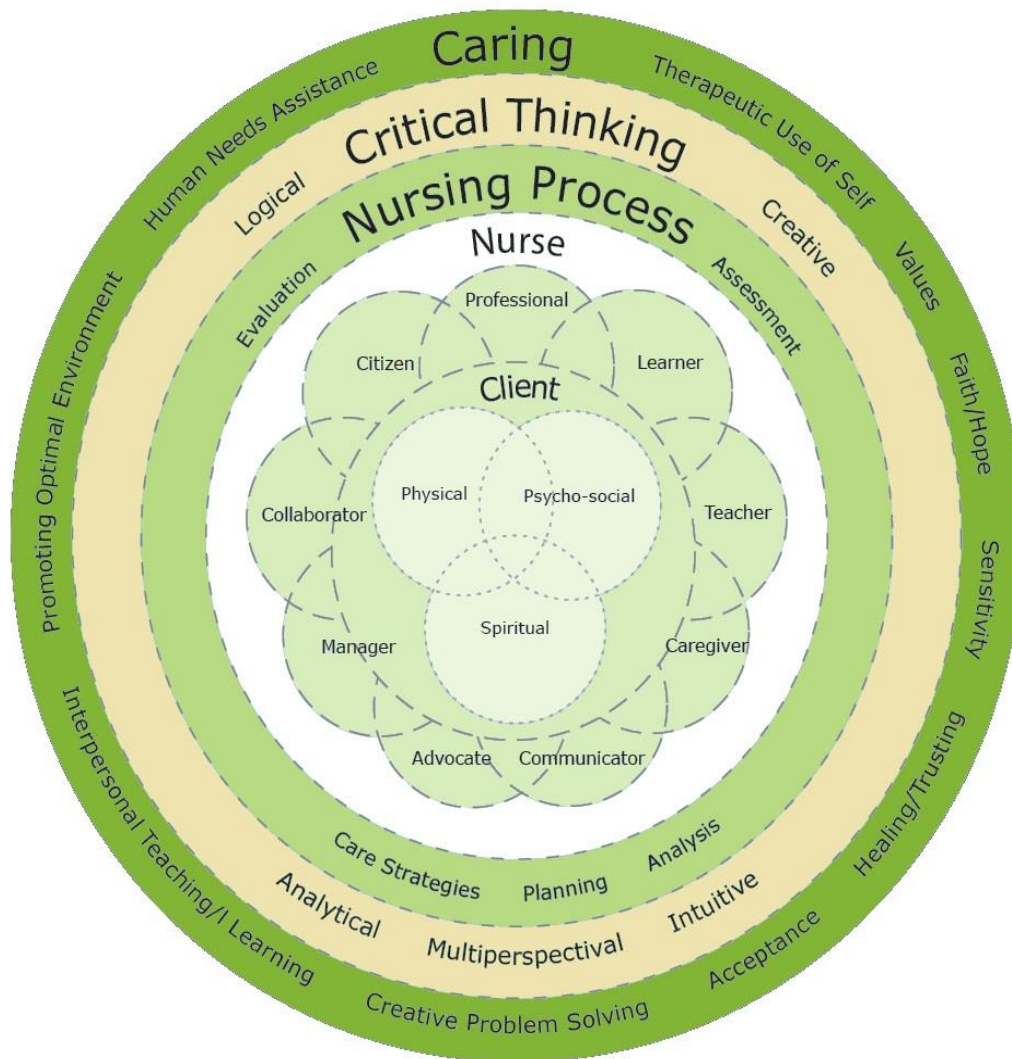 Caring
Therapeutic Use of Self
Values
Faith/Hope
Sensitivity
Healing/Trusting
Acceptance
Creative Problem Solving
Interpersonal Teaching/l Learning
Promoting Optimal Environment
Human Needs Assistance
Critical Thinking
Creative
Intuitive
Multiperspectival
Analytical
Logical
Nursing Process
Assessment
Analysis
Planning
Care Strategies
Evaluation
Nurse
Professional
Learner
Teacher
Caregiver
Communicator
Advocate
Manager
Collaborator
Citizen
Client
Physical
Psycho-social
Spiritual